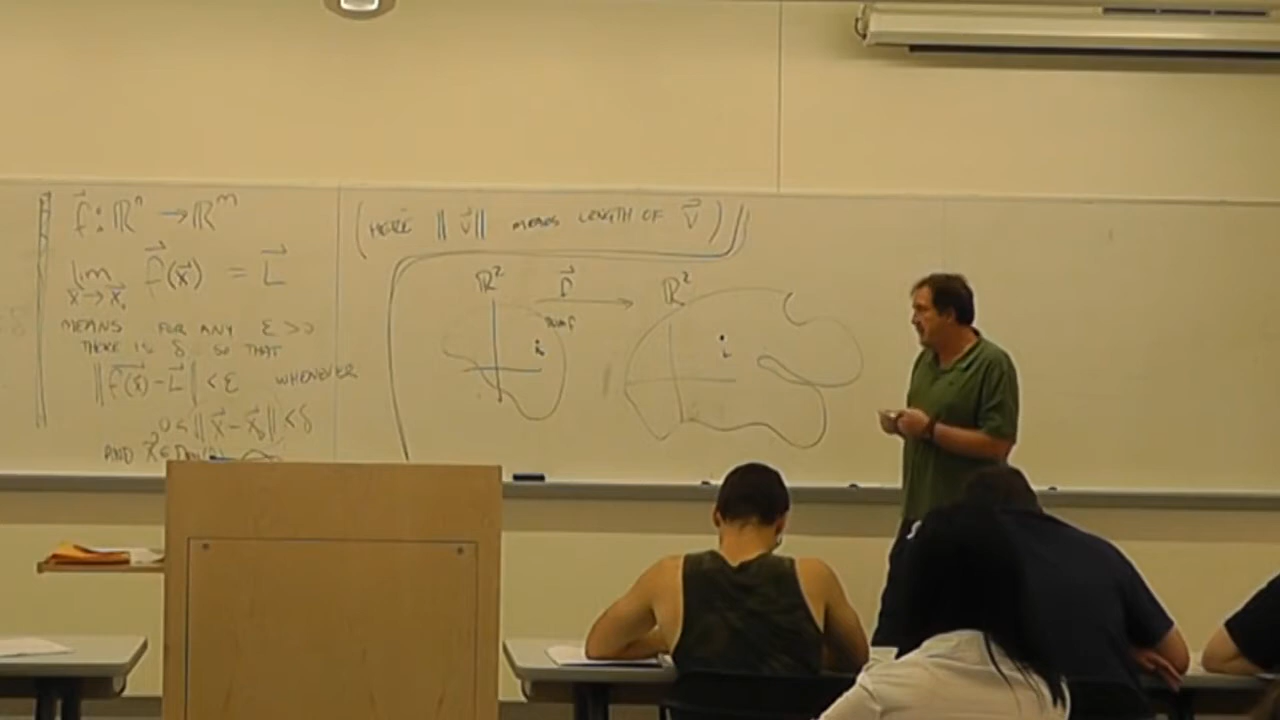 f⃗ : ℝⁿ → ℝᵐ
lim f⃗(x⃗) = L⃗
x⃗→x⃗₀
MEANS FOR ANY ε>0
THERE IS δ SO THAT
‖f⃗(x⃗)-L⃗‖<ε WHENEVER
0<‖x⃗-x⃗₀‖<δ
AND x⃗∈Dom(f)
(HERE ‖v⃗‖ MEANS LENGTH OF v⃗)
ℝ² f⃗ ℝ²
L